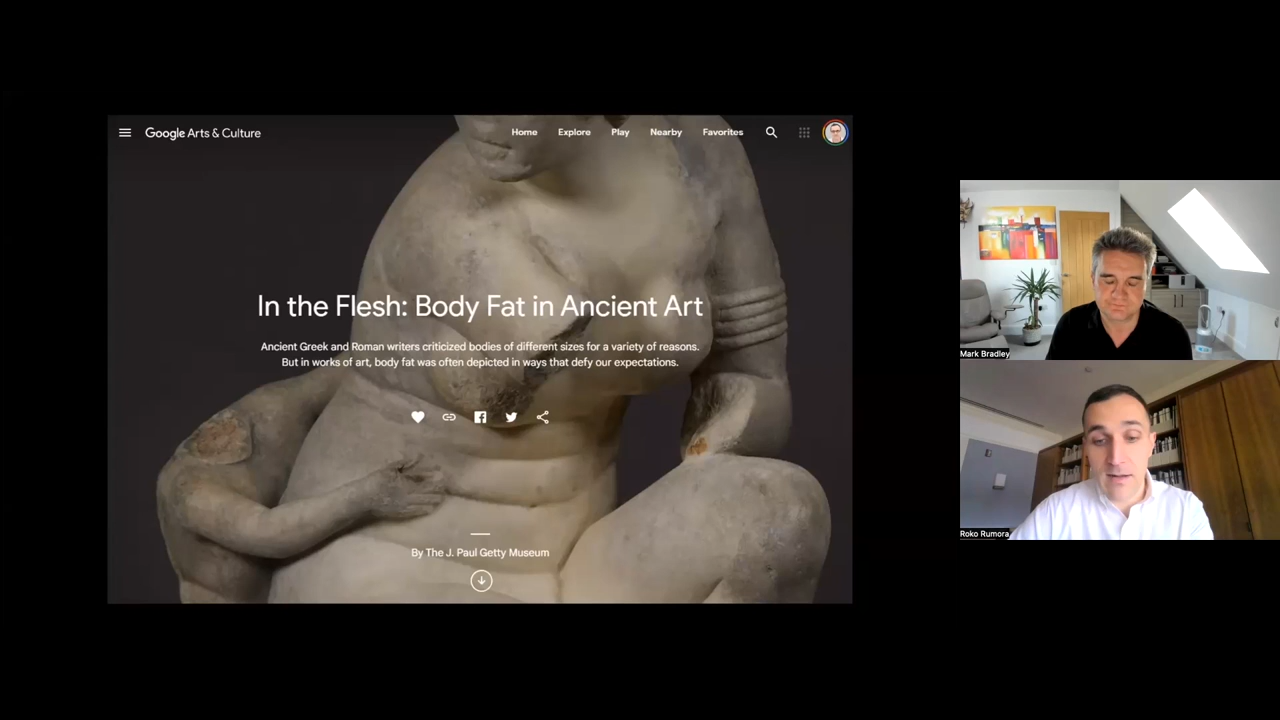 Google Arts & Culture
Home Explore Play Nearby Favorites
In the Flesh: Body Fat in Ancient Art
Ancient Greek and Roman writers criticized bodies of different sizes for a variety of reasons.
But in works of art, body fat was often depicted in ways that defy our expectations.
By The J. Paul Getty Museum
Mark Bradley
Roko Rumora